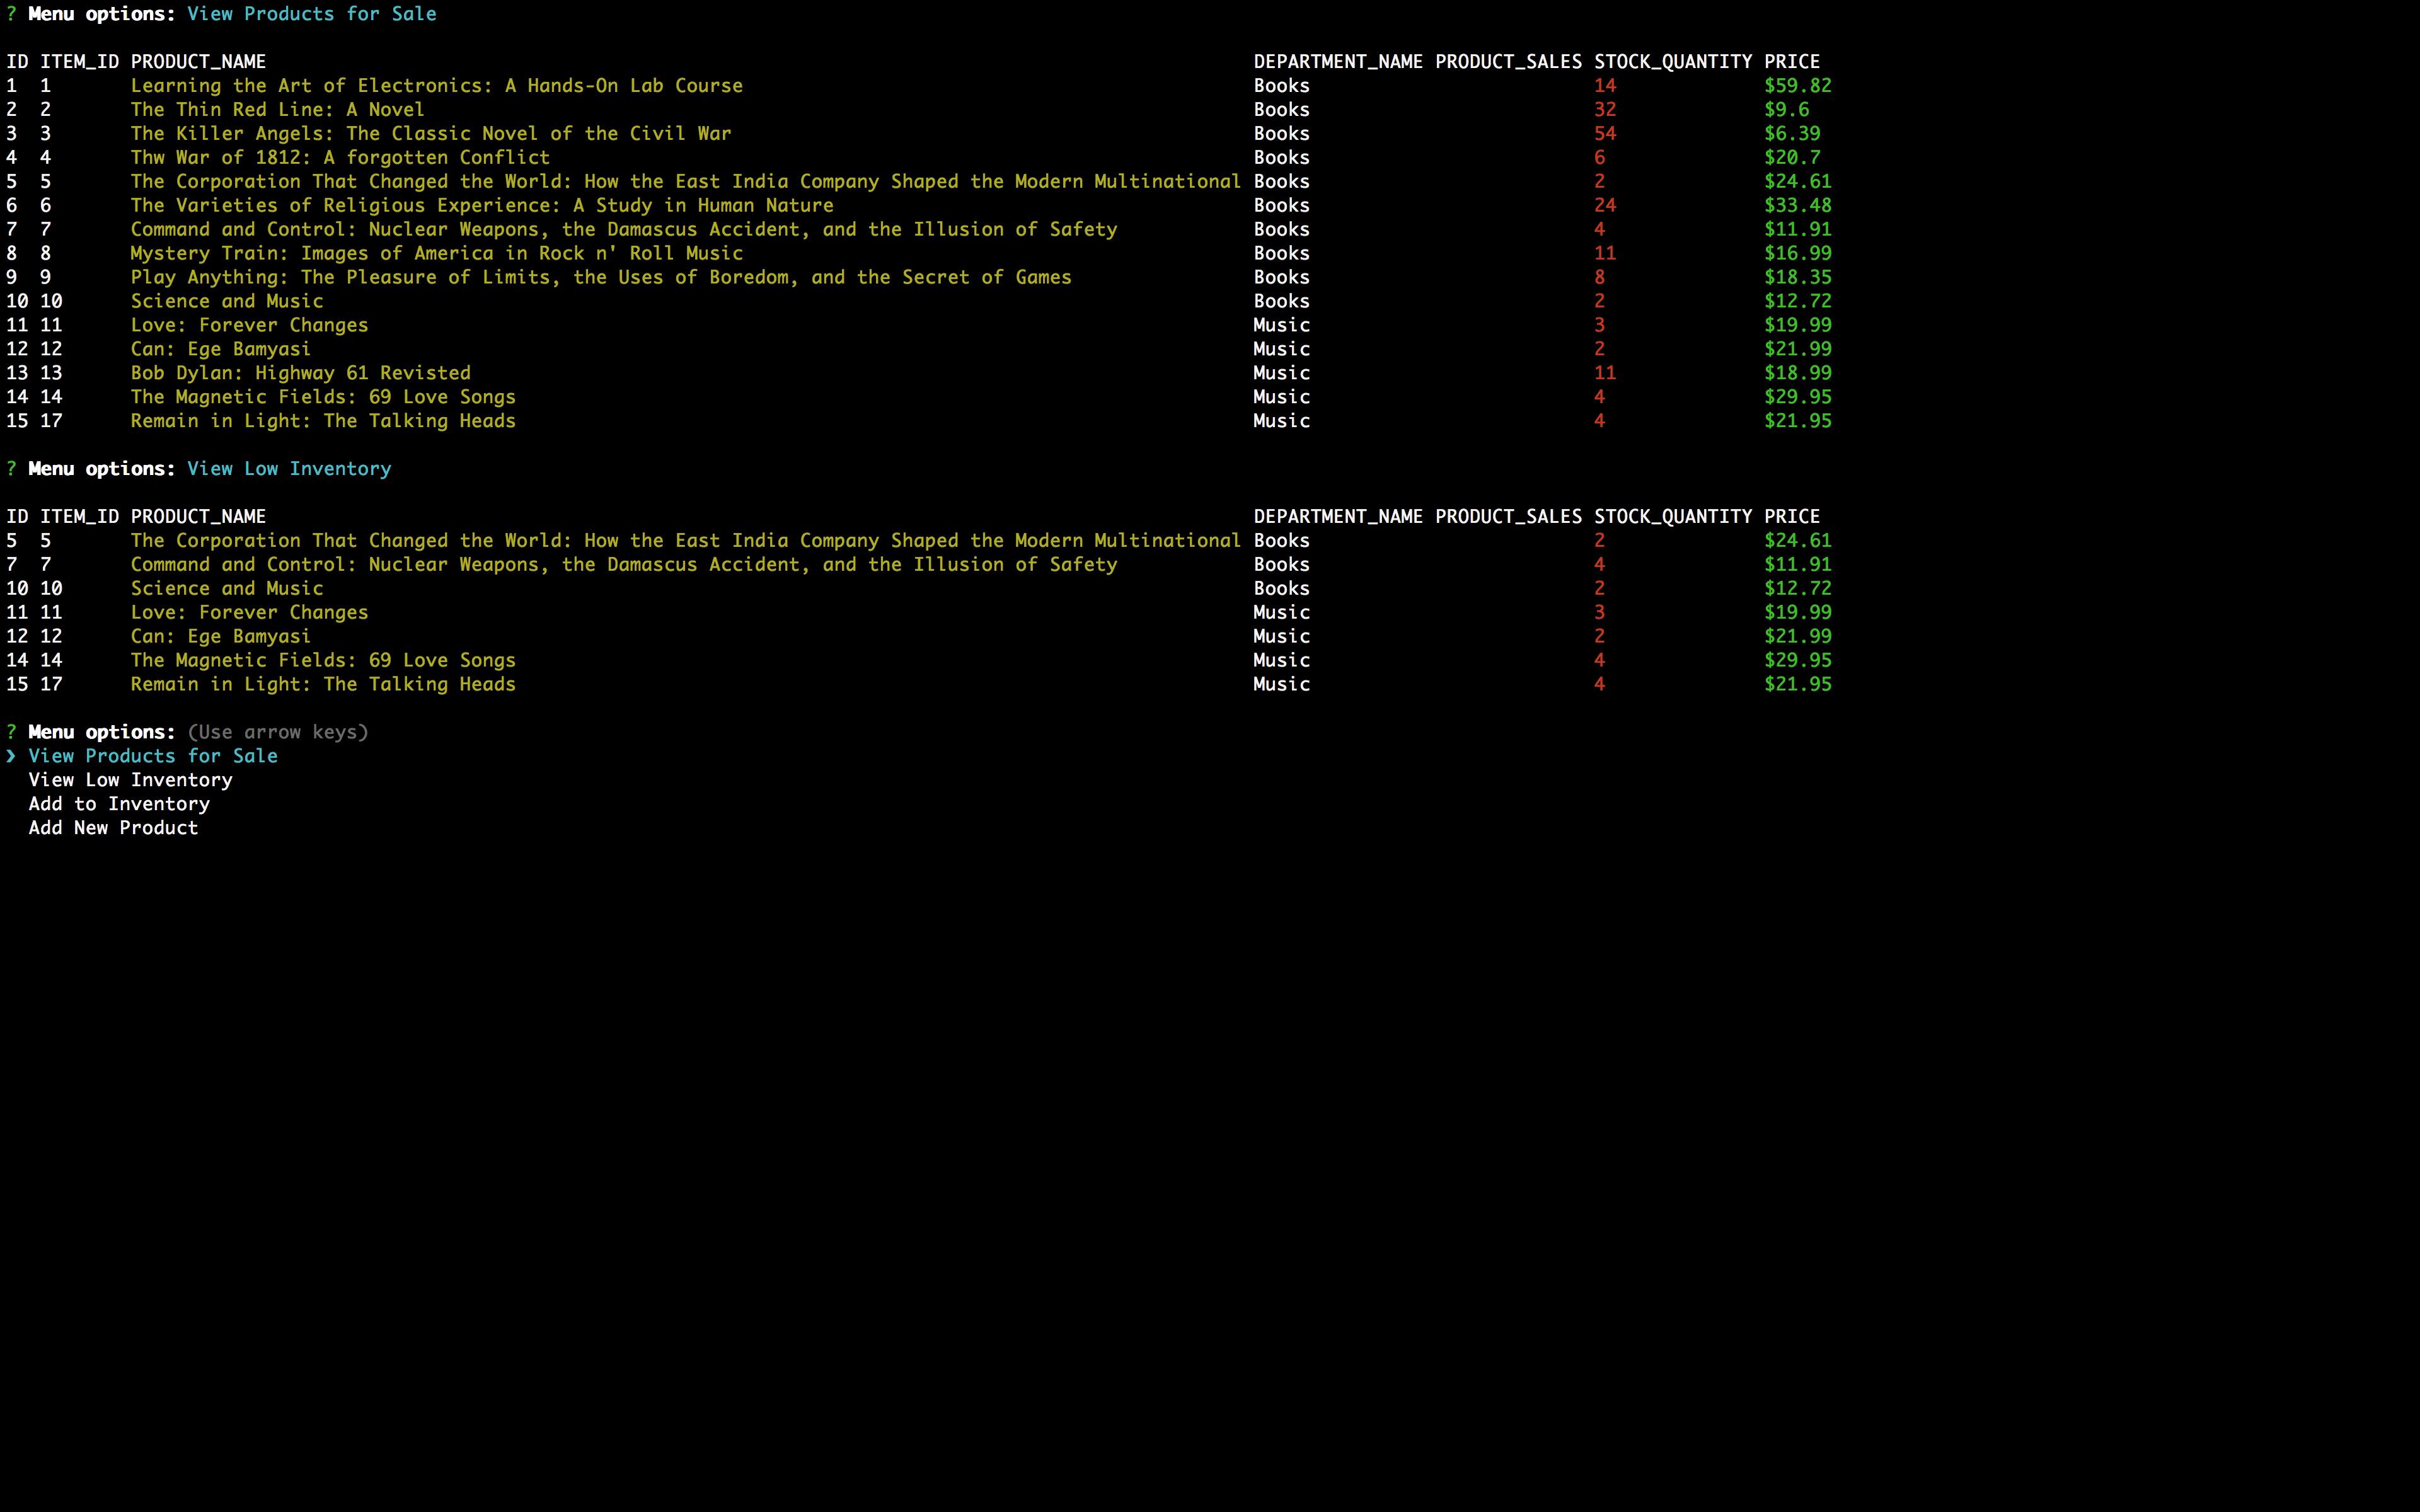 ? Menu options: View Products for Sale
ID ITEM_ID PRODUCT_NAME DEPARTMENT_NAME PRODUCT_SALES STOCK_QUANTITY PRICE
1 1 Learning the Art of Electronics: A Hands-On Lab Course Books 14 $59.82
2 2 The Thin Red Line: A Novel Books 32 $9.6
3 3 The Killer Angels: The Classic Novel of the Civil War Books 54 $6.39
4 4 Thw War of 1812: A forgotten Conflict Books 6 $20.7
5 5 The Corporation That Changed the World: How the East India Company Shaped the Modern Multinational Books 2 $24.61
6 6 The Varieties of Religious Experience: A Study in Human Nature Books 24 $33.48
7 7 Command and Control: Nuclear Weapons, the Damascus Accident, and the Illusion of Safety Books 4 $11.91
8 8 Mystery Train: Images of America in Rock n' Roll Music Books 11 $16.99
9 9 Play Anything: The Pleasure of Limits, the Uses of Boredom, and the Secret of Games Books 8 $18.35
10 10 Science and Music Books 2 $12.72
11 11 Love: Forever Changes Music 3 $19.99
12 12 Can: Ege Bamyasi Music 2 $21.99
13 13 Bob Dylan: Highway 61 Revisted Music 11 $18.99
14 14 The Magnetic Fields: 69 Love Songs Music 4 $29.95
15 17 Remain in Light: The Talking Heads Music 4 $21.95
? Menu options: View Low Inventory
ID ITEM_ID PRODUCT_NAME DEPARTMENT_NAME PRODUCT_SALES STOCK_QUANTITY PRICE
5 5 The Corporation That Changed the World: How the East India Company Shaped the Modern Multinational Books 2 $24.61
7 7 Command and Control: Nuclear Weapons, the Damascus Accident, and the Illusion of Safety Books 4 $11.91
10 10 Science and Music Books 2 $12.72
11 11 Love: Forever Changes Music 3 $19.99
12 12 Can: Ege Bamyasi Music 2 $21.99
14 14 The Magnetic Fields: 69 Love Songs Music 4 $29.95
15 17 Remain in Light: The Talking Heads Music 4 $21.95
? Menu options: (Use arrow keys)
❯ View Products for Sale
View Low Inventory
Add to Inventory
Add New Product